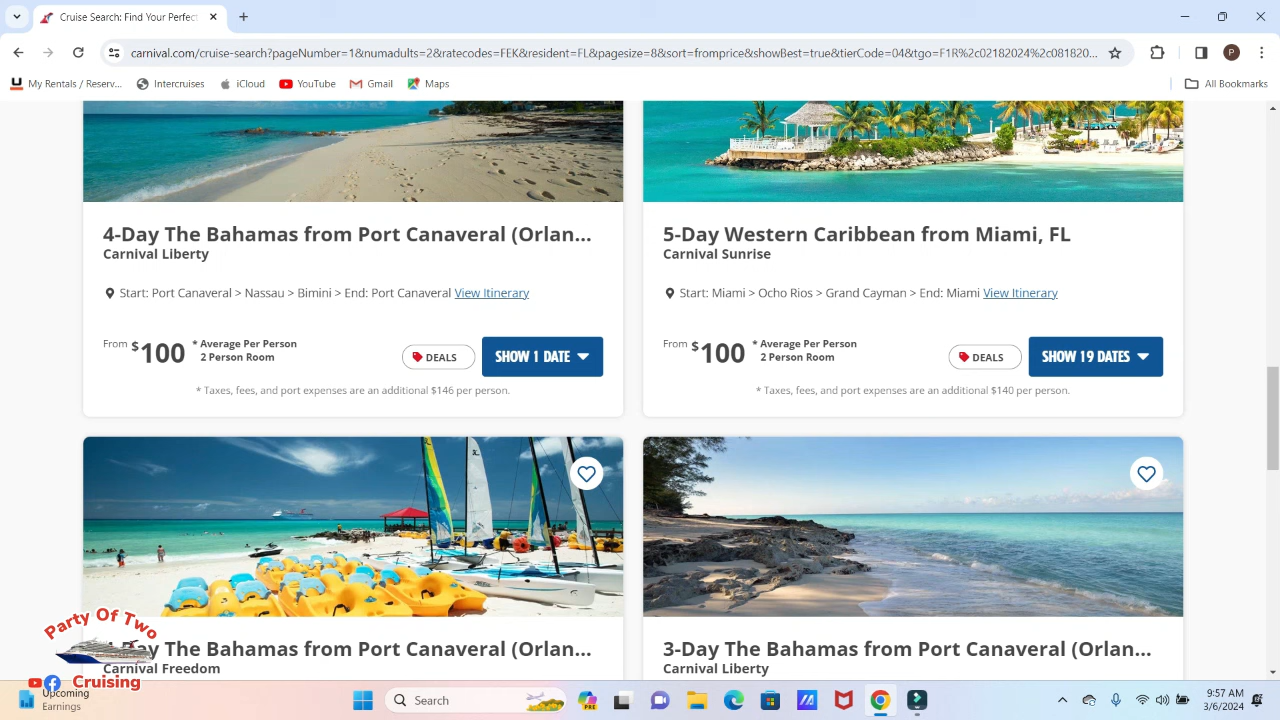 Cruise Search | Find Your Perfec
carnival.com/cruise-search?pageNumber=1&numadults=2&ratecodes=FEK&resident=FL&pagesize=8&sort=fromprice&showBest=true&tierCode=04&tgo=F1R%2c02182024%2c081820...
P
My Rentals / Reserv...
Intercruises
iCloud
YouTube
Gmail
Maps
All Bookmarks
4-Day The Bahamas from Port Canaveral (Orlan...
Carnival Liberty
Start: Port Canaveral > Nassau > Bimini > End: Port Canaveral View Itinerary
From $100 * Average Per Person
2 Person Room
DEALS
SHOW 1 DATE
* Taxes, fees, and port expenses are an additional $146 per person.
5-Day Western Caribbean from Miami, FL
Carnival Sunrise
Start: Miami > Ocho Rios > Grand Cayman > End: Miami View Itinerary
From $100 * Average Per Person
2 Person Room
DEALS
SHOW 19 DATES
* Taxes, fees, and port expenses are an additional $140 per person.
Day The Bahamas from Port Canaveral (Orlan...
Carnival Freedom
3-Day The Bahamas from Port Canaveral (Orlan...
Carnival Liberty
Party Of Two
Cruising
Upcoming
Earnings
Search
PRE
9:57 AM
3/6/2024